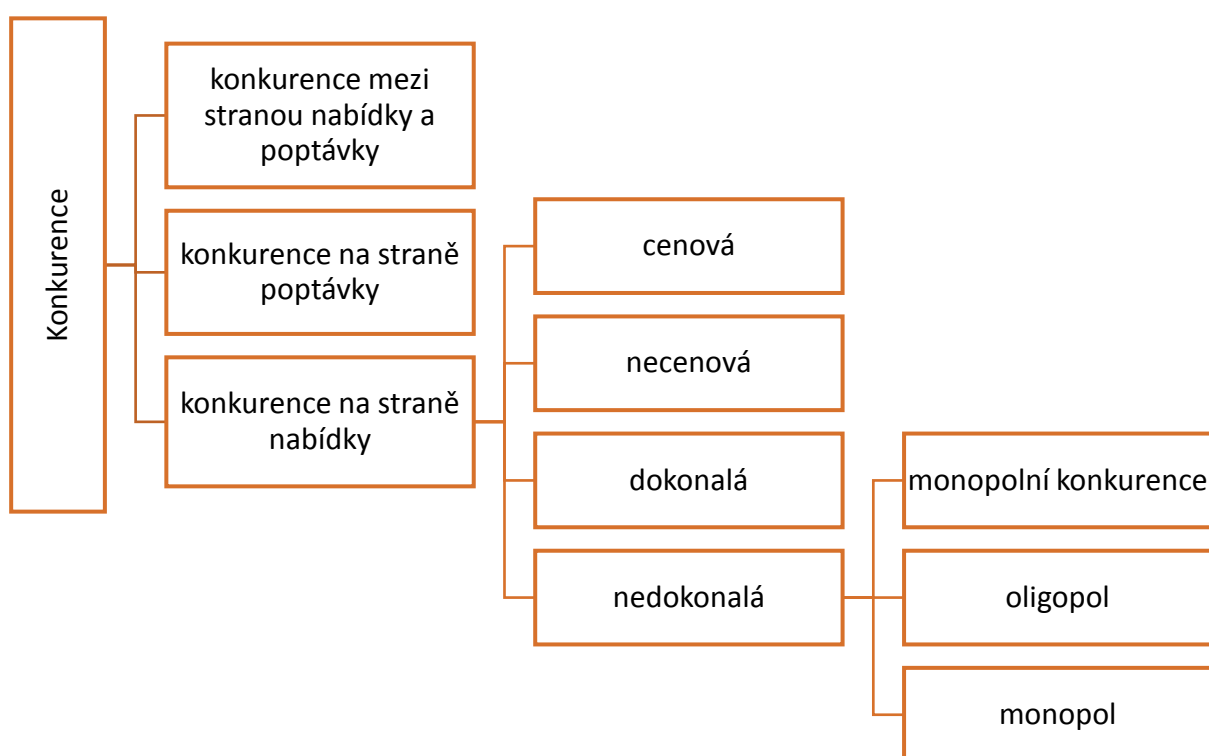 Konkurence
konkurence mezi
stranou nabídky a
poptávky
konkurence na straně
poptávky
konkurence na straně
nabídky
cenová
necenová
dokonalá
nedokonalá
monopolní konkurence
oligopol
monopol